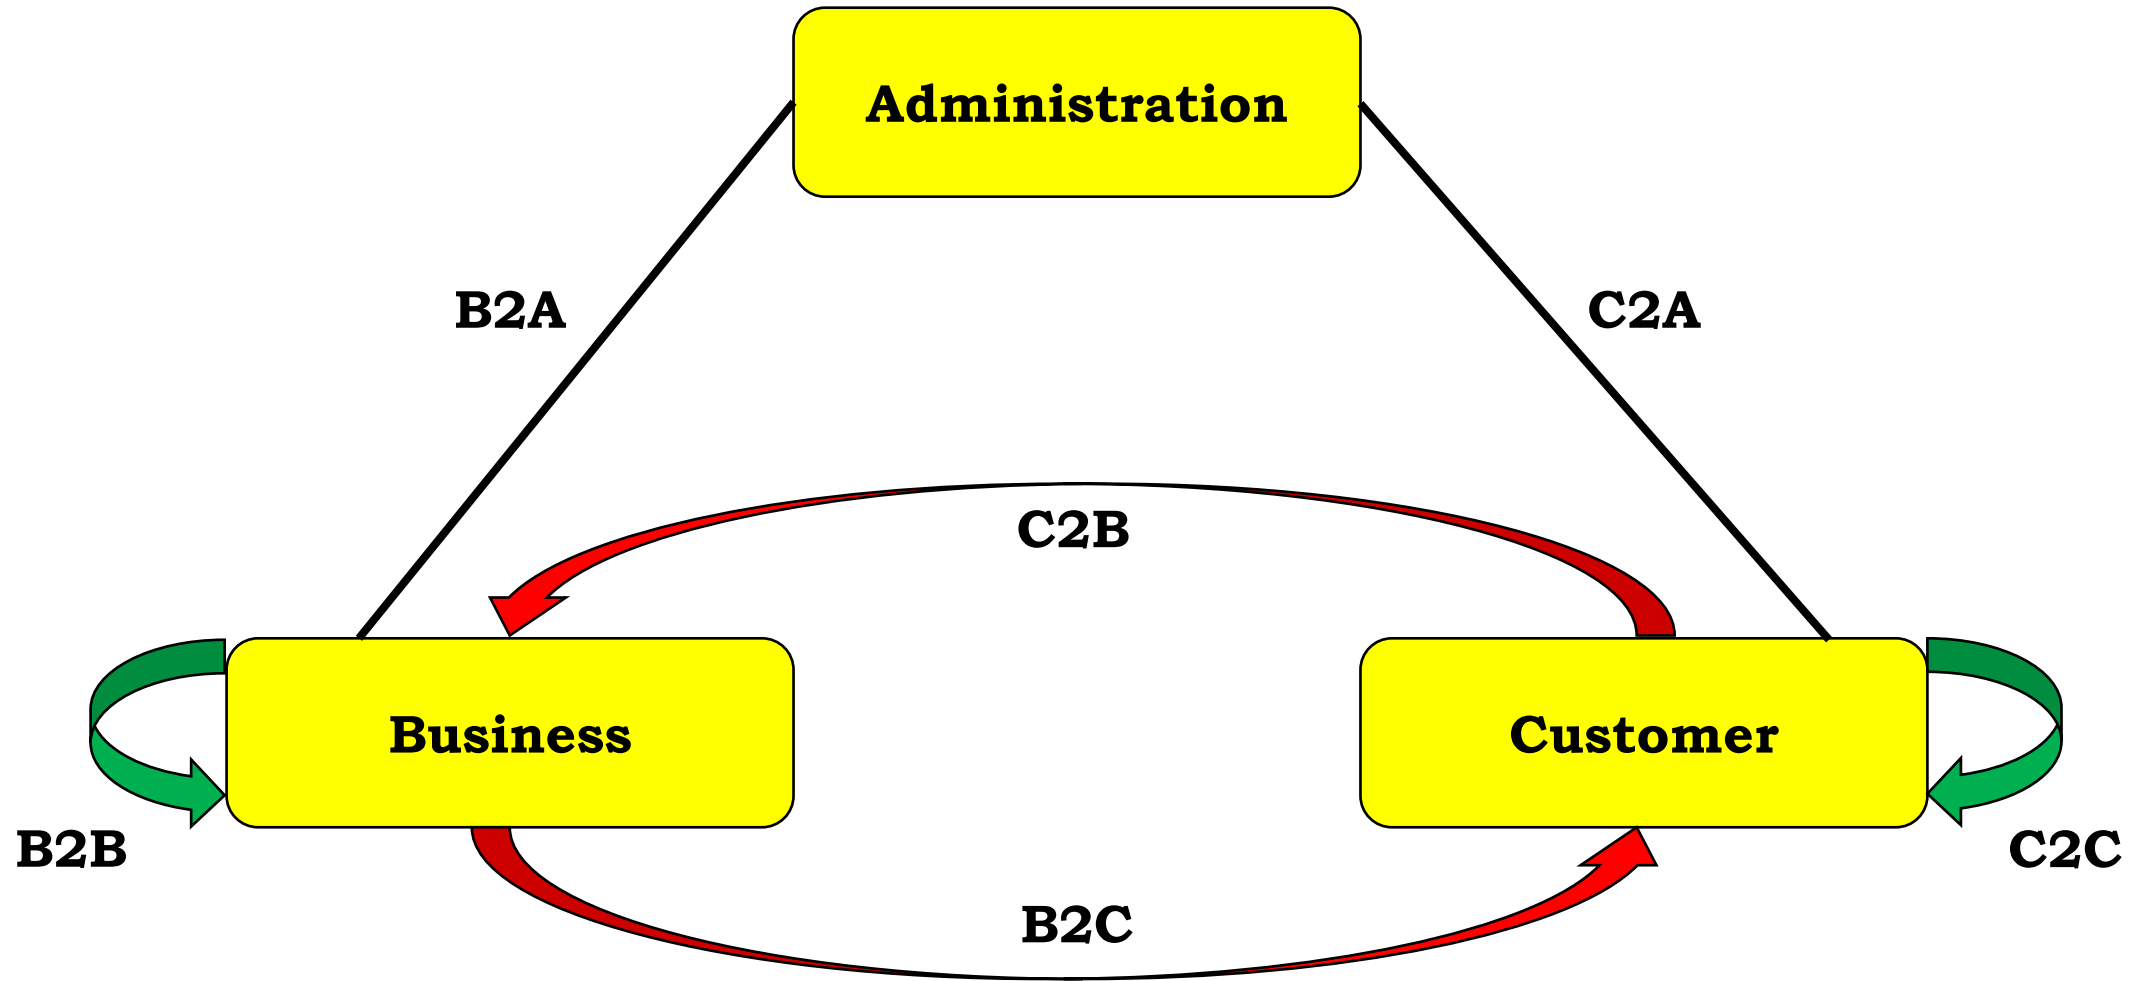 Administration
B2A
C2A
C2B
Business
Customer
B2B
C2C
B2C